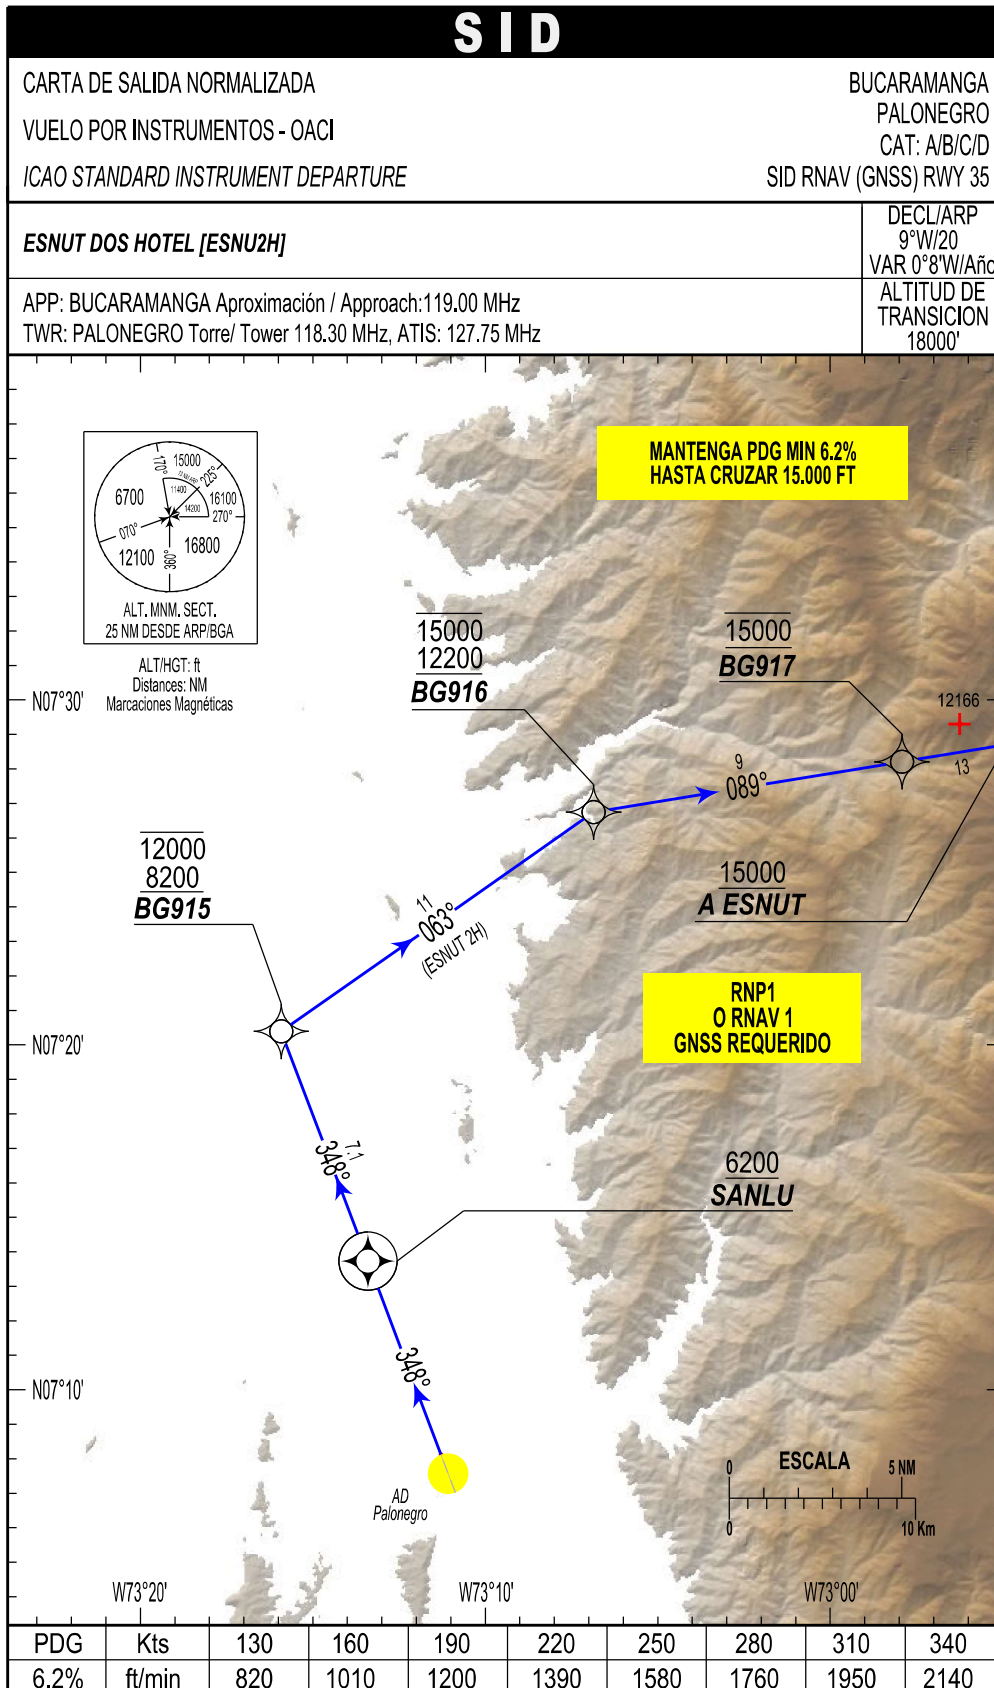 SID
CARTA DE SALIDA NORMALIZADA
VUELO POR INSTRUMENTOS - OACI
ICAO STANDARD INSTRUMENT DEPARTURE
BUCARAMANGA
PALONEGRO
CAT: A/B/C/D
SID RNAV (GNSS) RWY 35
ESNUT DOS HOTEL [ESNU2H]
DECL/ARP
9°W/20
VAR 0°8'W/Año
APP: BUCARAMANGA Aproximación / Approach:119.00 MHz
TWR: PALONEGRO Torre/ Tower 118.30 MHz, ATIS: 127.75 MHz
ALTITUD DE
TRANSICION
18000'
MANTENGA PDG MIN 6.2%
HASTA CRUZAR 15.000 FT
170°
15000
225°
6700
11400
16100
14200
270°
070°
12100
360°
16800
ALT. MNM. SECT.
25 NM DESDE ARP/BGA
ALT/HGT: ft
Distances: NM
Marcaciones Magnéticas
15000
12200
BG916
15000
BG917
N07°30'
12166
13
9
089°
12000
8200
BG915
15000
A ESNUT
11
063°
(ESNUT 2H)
RNP1
O RNAV 1
GNSS REQUERIDO
N07°20'
7.1
348°
6200
SANLU
348°
N07°10'
AD
Palonegro
0 ESCALA 5 NM
0 10 Km
W73°20' W73°10' W73°00'
PDG Kts 130 160 190 220 250 280 310 340
6.2% ft/min 820 1010 1200 1390 1580 1760 1950 2140